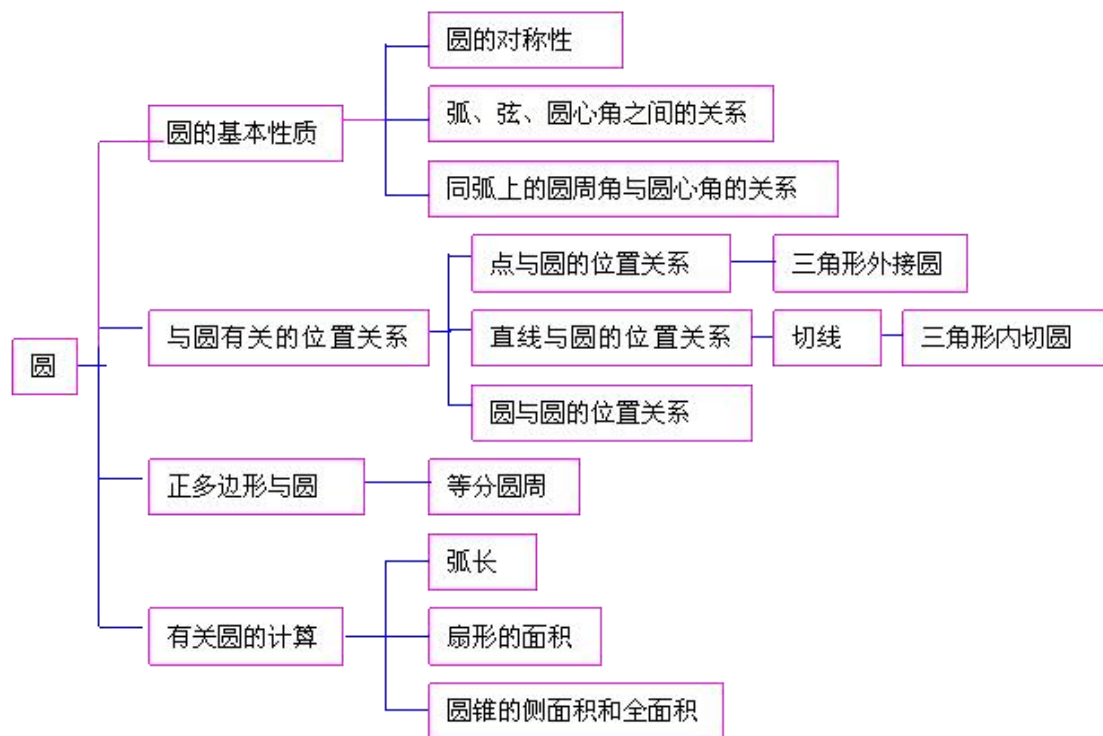 圆
圆的基本性质
圆的对称性
弧、弦、圆心角之间的关系
同弧上的圆周角与圆心角的关系
与圆有关的位置关系
点与圆的位置关系
三角形外接圆
直线与圆的位置关系
切线
三角形内切圆
圆与圆的位置关系
正多边形与圆
等分圆周
有关圆的计算
弧长
扇形的面积
圆锥的侧面积和全面积